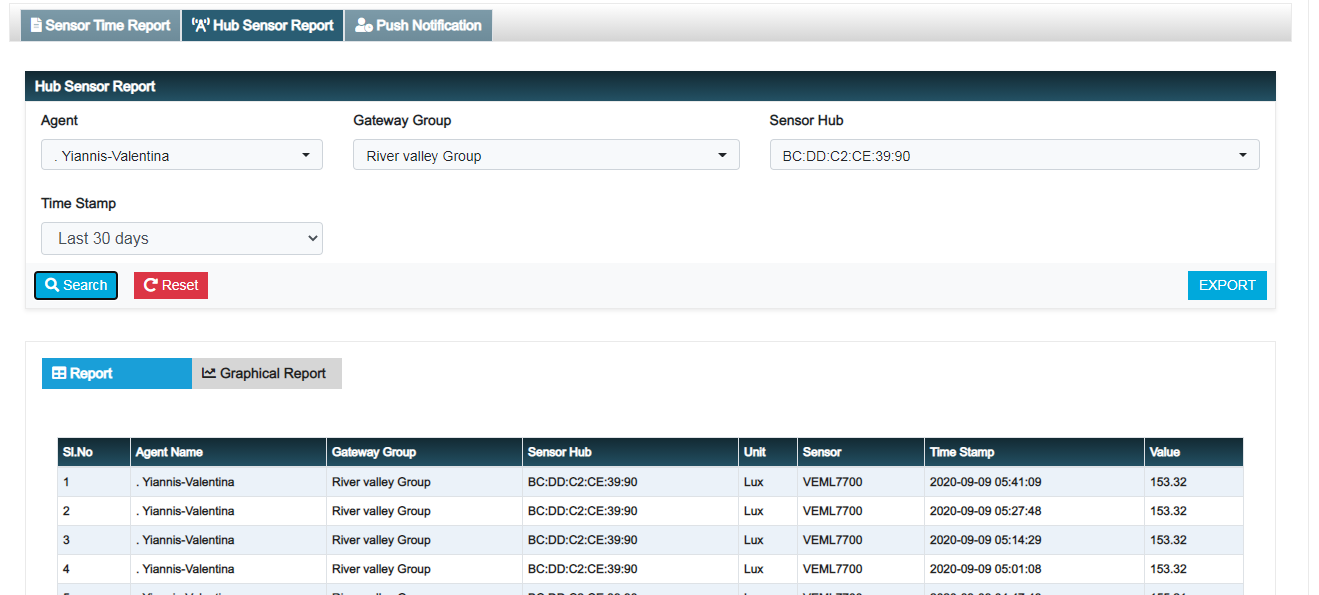 Sensor Time Report Hub Sensor Report Push Notification
Hub Sensor Report
Agent Gateway Group Sensor Hub
. Yiannis-Valentina River valley Group BC:DD:C2:CE:39:90
Time Stamp
Last 30 days
Search Reset EXPORT
Report Graphical Report
Sl.No Agent Name Gateway Group Sensor Hub Unit Sensor Time Stamp Value
1 . Yiannis-Valentina River valley Group BC:DD:C2:CE:39:90 Lux VEML7700 2020-09-09 05:41:09 153.32
2 . Yiannis-Valentina River valley Group BC:DD:C2:CE:39:90 Lux VEML7700 2020-09-09 05:27:48 153.32
3 . Yiannis-Valentina River valley Group BC:DD:C2:CE:39:90 Lux VEML7700 2020-09-09 05:14:29 153.32
4 . Yiannis-Valentina River valley Group BC:DD:C2:CE:39:90 Lux VEML7700 2020-09-09 05:01:08 153.32